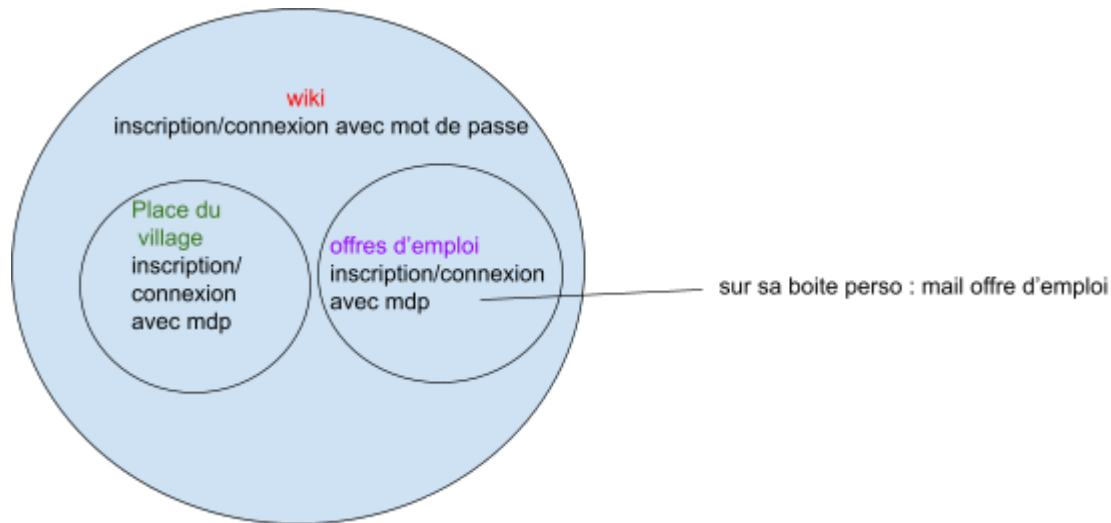 wiki
inscription/connexion avec mot de passe
Place du
village
inscription/
connexion
avec mdp
offres d’emploi
inscription/connexion
avec mdp
sur sa boite perso : mail offre d’emploi